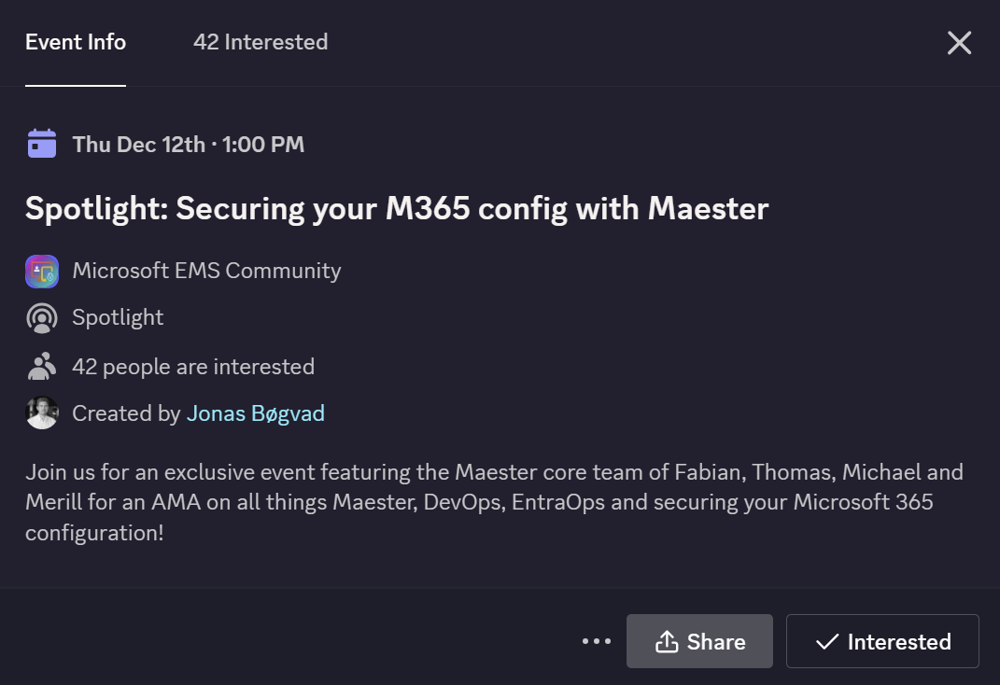 Event Info
42 Interested
Thu Dec 12th · 1:00 PM
Spotlight: Securing your M365 config with Maester
Microsoft EMS Community
Spotlight
42 people are interested
Created by Jonas Bøgvad
Join us for an exclusive event featuring the Maester core team of Fabian, Thomas, Michael and
Merill for an AMA on all things Maester, DevOps, EntraOps and securing your Microsoft 365
configuration!
Share
Interested